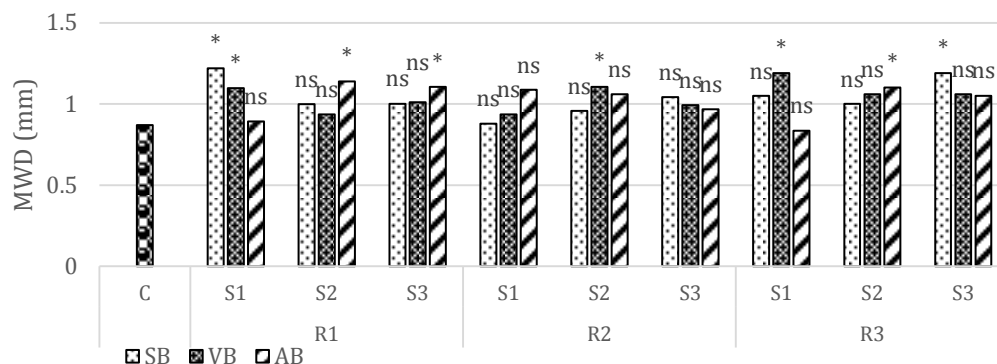 1.5
* * ns
ns ns *
ns ns *
ns ns ns
ns * ns
ns ns ns
ns * ns
ns ns *
* ns ns
1
0.5
0
MWD (mm)
C S1 S2 S3 S1 S2 S3 S1 S2 S3
R1 R2 R3
SB VB AB